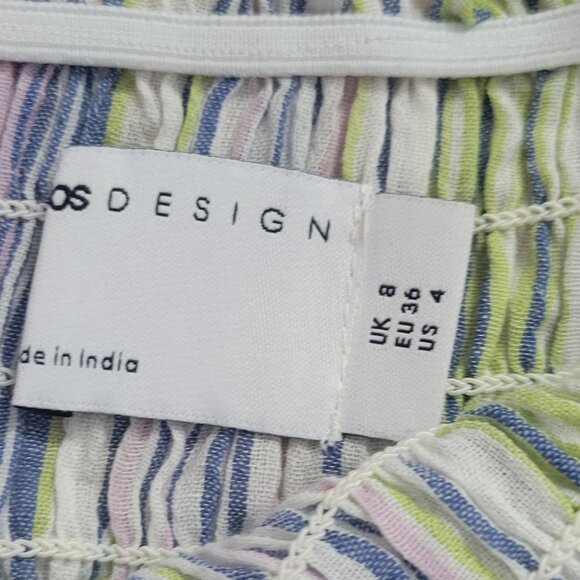 os DESIGN
de in India
UK 8
EU 36
US 4